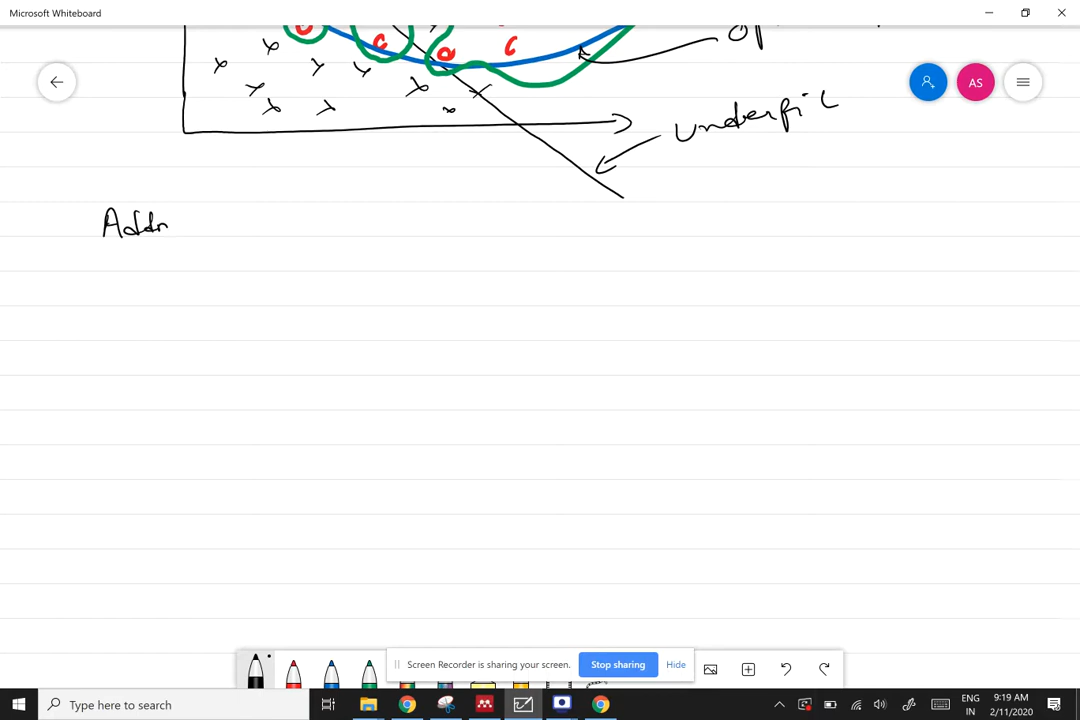 Microsoft Whiteboard
AS
underfit
Addr
Screen Recorder is sharing your screen.
Stop sharing
Hide
Type here to search
ENG
IN
9:19 AM
2/11/2020